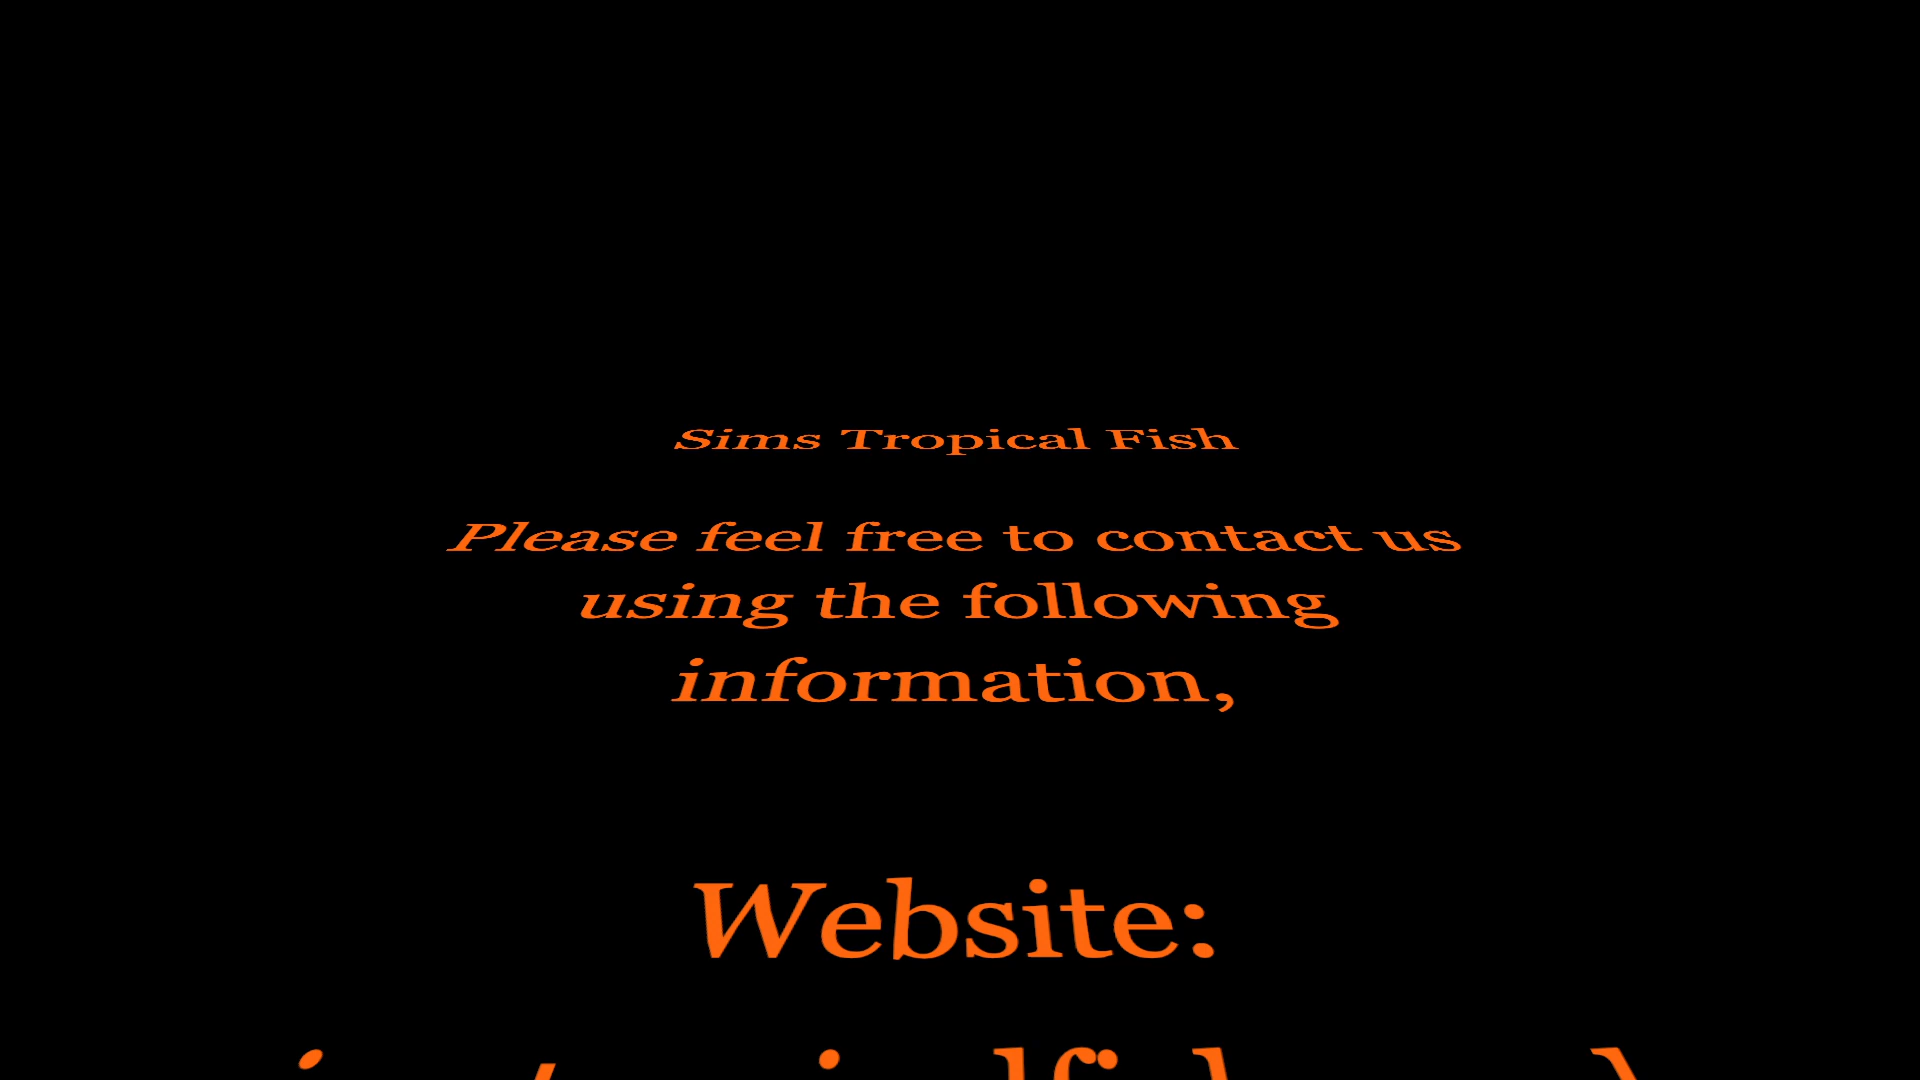 Sims Tropical Fish
Please feel free to contact us
using the following
information,
Website: